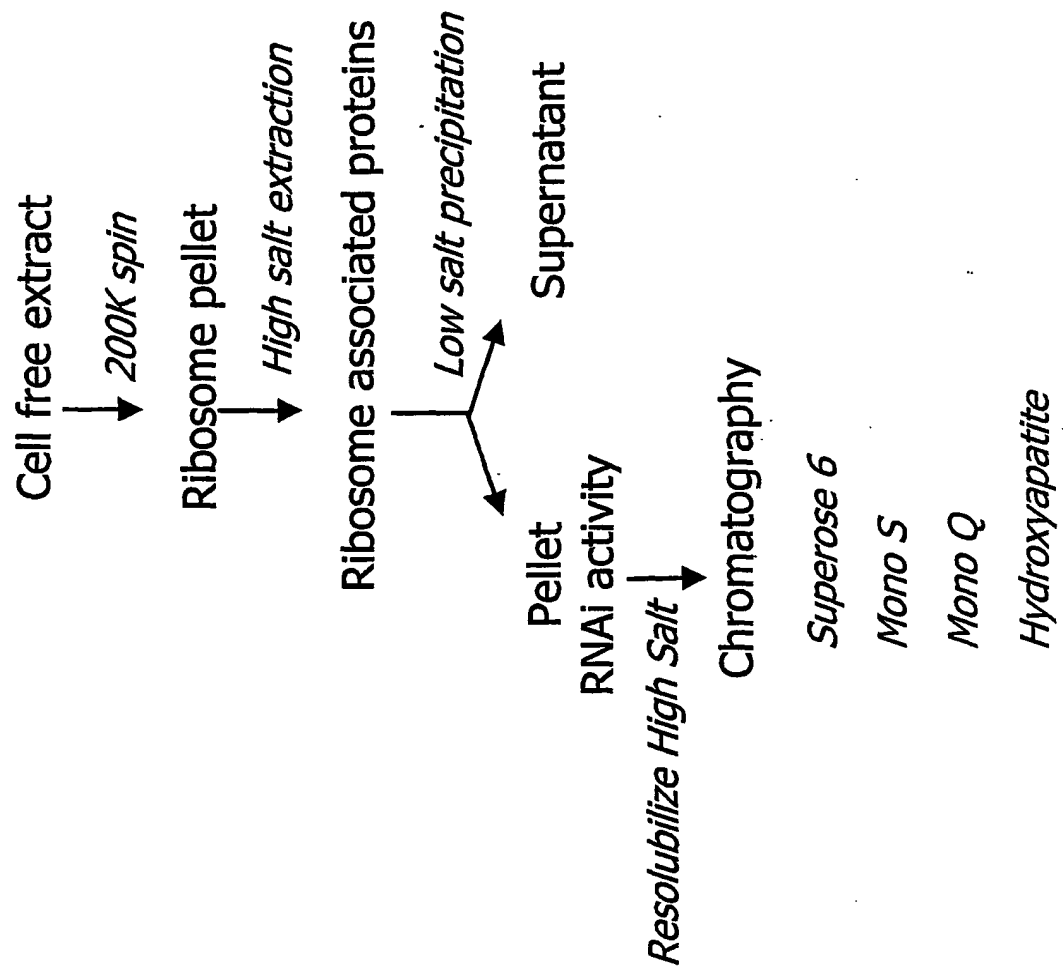 Cell free extract
200K spin
Ribosome pellet
High salt extraction
Ribosome associated proteins
Low salt precipitation
Pellet
RNAi activity
Supernatant
Resolubilize High Salt
Chromatography
Superose 6
Mono S
Mono Q
Hydroxyapatite